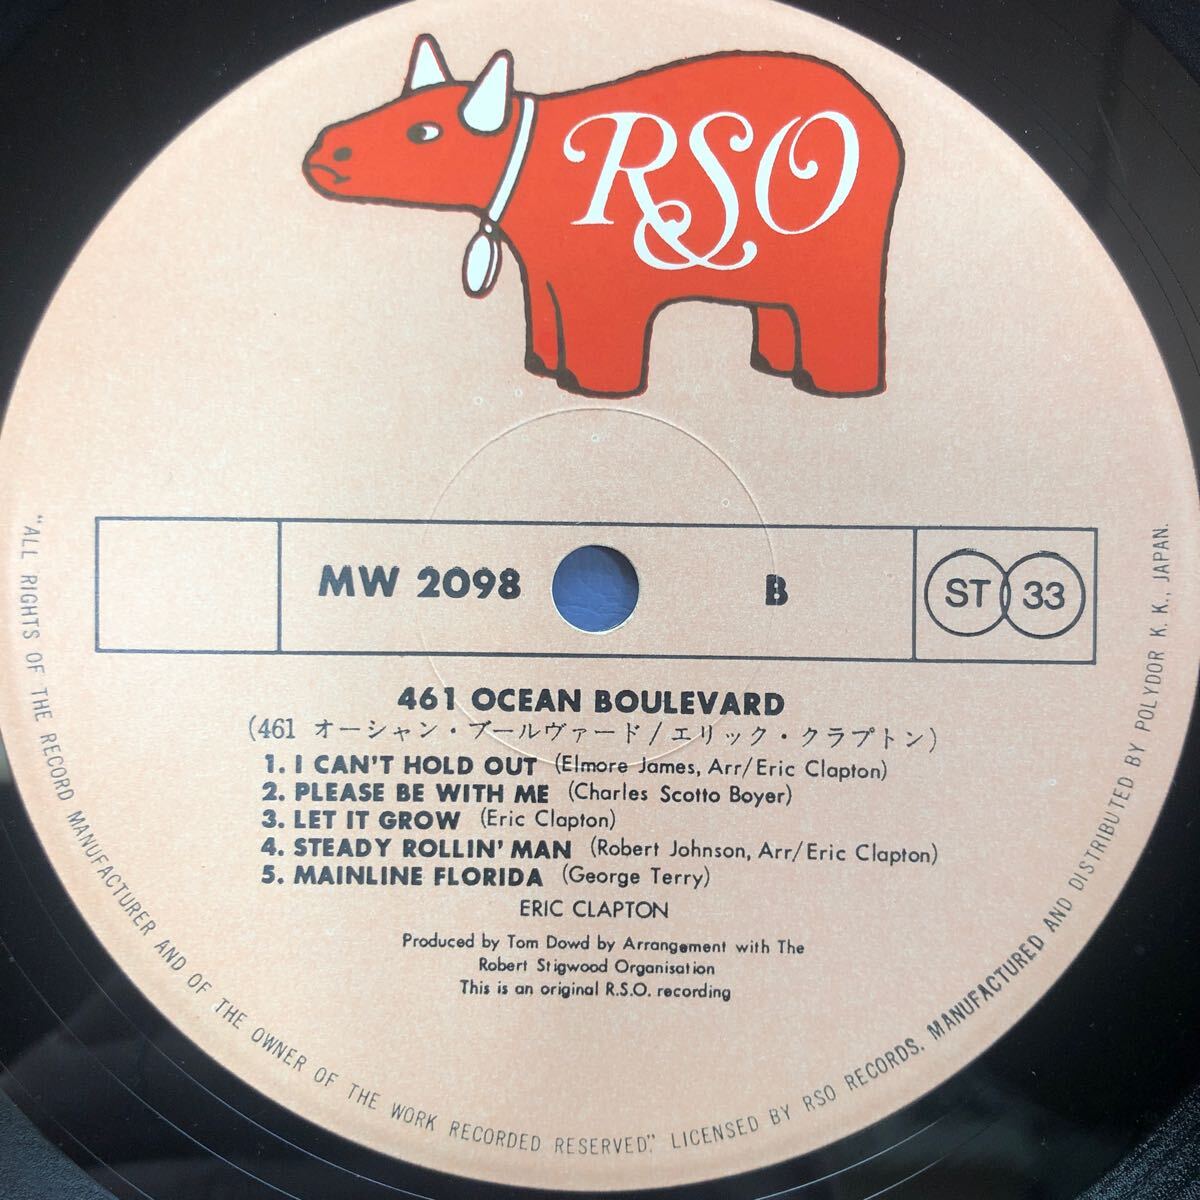 RSO
MW 2098
B
ST 33
461 OCEAN BOULEVARD
(461 オーシャン・ブールヴァード/エリック・クラプトン)
1. I CAN'T HOLD OUT (Elmore James, Arr/Eric Clapton)
2. PLEASE BE WITH ME (Charles Scotto Boyer)
3. LET IT GROW (Eric Clapton)
4. STEADY ROLLIN' MAN (Robert Johnson, Arr/Eric Clapton)
5. MAINLINE FLORIDA (George Terry)
ERIC CLAPTON
Produced by Tom Dowd by Arrangement with The
Robert Stigwood Organisation
This is an original R.S.O. recording
"ALL RIGHTS OF THE RECORD MANUFACTURER AND OF THE OWNER OF THE WORK RECORDED RESERVED." LICENSED BY RSO RECORDS. MANUFACTURED AND DISTRIBUTED BY POLYDOR K. K., JAPAN.